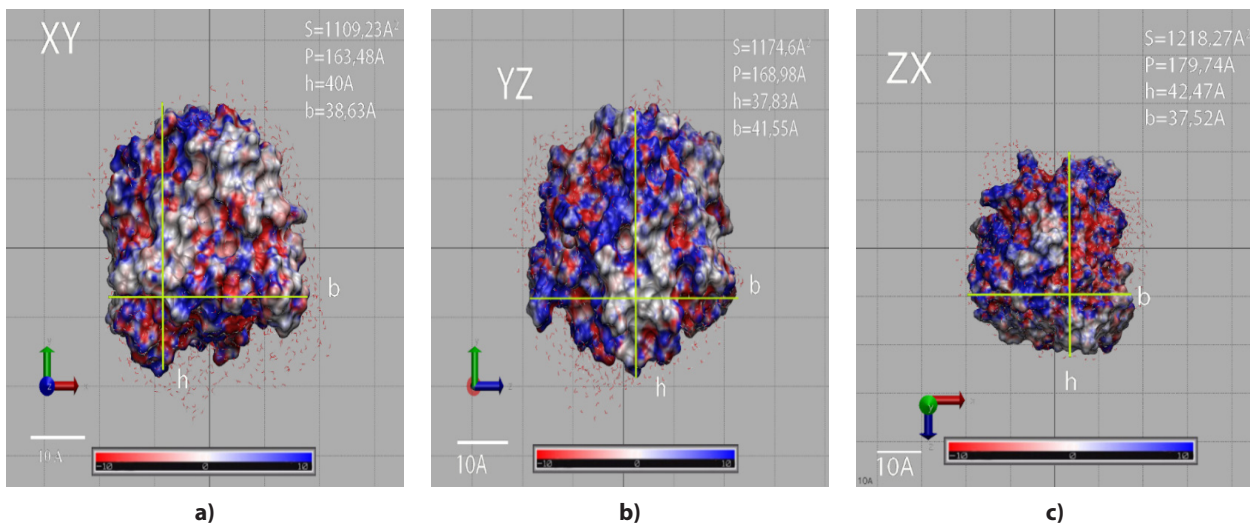 XY
S=1109,23A²
P=163,48A
h=40A
b=38,63A
b
h
10 A
-10 0 10
a)
YZ
S=1174,6A²
P=168,98A
h=37,83A
b=41,55A
b
h
10A
-10 0 10
b)
ZX
S=1218,27A²
P=179,74A
h=42,47A
b=37,52A
b
h
10A
10A
-10 0 10
c)